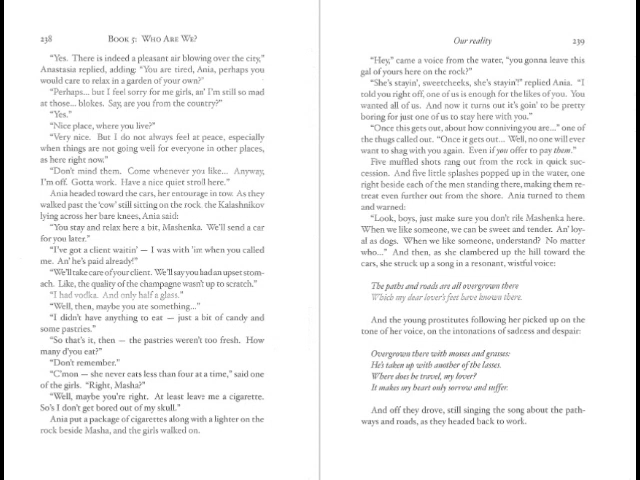 238 Book 5: Who Are We?
"Yes. There is indeed a pleasant air blowing over the city,"
Anastasia replied, adding: "You are tired, Ania, perhaps you
would care to relax in a garden of your own?"
"Perhaps... but I feel sorry for me girls, an' I'm still so mad
at those... blokes. Say, are you from the country?"
"Yes."
"Nice place, where you live?"
"Very nice. But I do not always feel at peace, especially
when things are not going well for everyone in other places,
as here right now."
"Don't mind them. Come whenever you like... Anyway,
I'm off. Gotta work. Have a nice quiet stroll here."
Ania headed toward the cars, her entourage in tow. As they
walked past the 'cow' still sitting on the rock, the Kalashnikov
lying across her bare knees, Ania said:
"You stay and relax here a bit, Mashenka. We'll send a car
for you later."
"I've got a client waitin' — I was with 'im when you called
me. An' he's paid already!"
"We'll take care of your client. We'll say you had an upset stom-
ach. Like, the quality of the champagne wasn't up to scratch."
"I had vodka. And only half a glass."
"Well, then, maybe you ate something..."
"I didn't have anything to eat — just a bit of candy and
some pastries."
"So that's it, then — the pastries weren't too fresh. How
many d'you eat?"
"Don't remember."
"C'mon — she never eats less than four at a time," said one
of the girls. "Right, Masha?"
"Well, maybe you're right. At least leave me a cigarette.
So's I don't get bored out of my skull."
Ania put a package of cigarettes along with a lighter on the
rock beside Masha, and the girls walked on.
Our reality 239
"Hey," came a voice from the water, "you gonna leave this
gal of yours here on the rock?"
"She's stayin', sweetcheeks, she's stayin'!" replied Ania. "I
told you right off, one of us is enough for the likes of you. You
wanted all of us. And now it turns out it's goin' to be pretty
boring for just one of us to stay here with you."
"Once this gets out, about how conniving you are..." one of
the thugs called out. "Once it gets out... Well, no one will ever
want to shag with you again. Even if you offer to pay them."
Five muffled shots rang out from the rock in quick suc-
cession. And five little splashes popped up in the water, one
right beside each of the men standing there, making them re-
treat even further out from the shore. Ania turned to them
and warned:
"Look, boys, just make sure you don't rile Mashenka here.
When we like someone, we can be sweet and tender. An' loy-
al as dogs. When we like someone, understand? No matter
who..." And then, as she clambered up the hill toward the
cars, she struck up a song in a resonant, wistful voice:
The paths and roads are all overgrown there
Which my dear lover's feet have known there.
And the young prostitutes following her picked up on the
tone of her voice, on the intonations of sadness and despair:
Overgrown there with mosses and grasses:
He's taken up with another of the lasses.
Where does he travel, my lover?
It makes my heart only sorrow and suffer.
And off they drove, still singing the song about the path-
ways and roads, as they headed back to work.